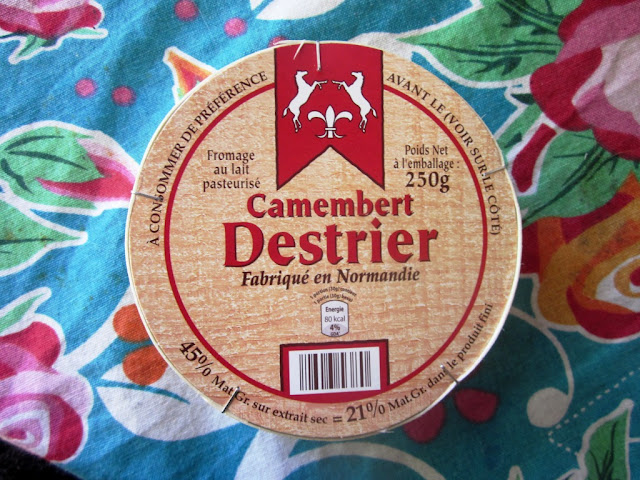 À CONSOMMER DE PRÉFÉRENCE AVANT LE (VOIR SUR LE CÔTÉ)
Fromage
au lait
pasteurisé
Poids Net
à l'emballage :
250g
Camembert
Destrier
Fabriqué en Normandie
Energie
80 kcal
4%
45% Mat.Gr. sur extrait sec = 21% Mat.Gr. dans le produit fini